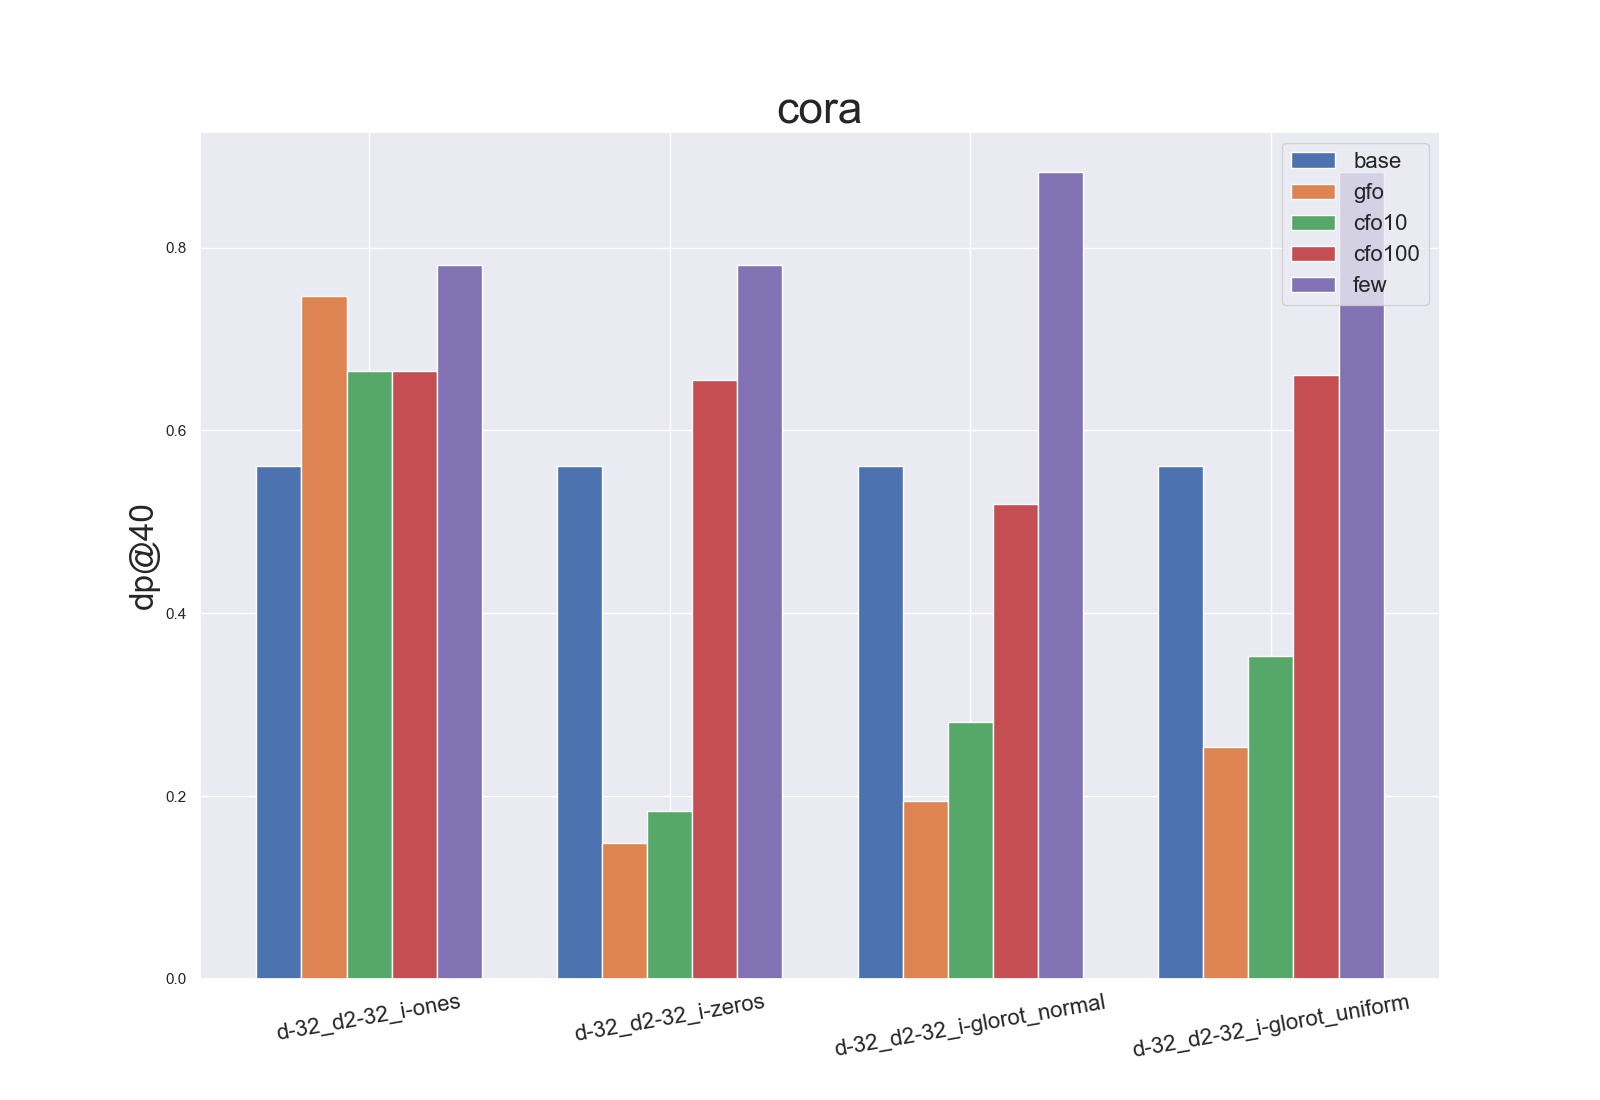 cora
base
gfo
cfo10
cfo100
few
dp@40
0.8
0.6
0.4
0.2
0.0
d-32_d2-32_i-ones
d-32_d2-32_i-zeros
d-32_d2-32_i-glorot_normal
d-32_d2-32_i-glorot_uniform